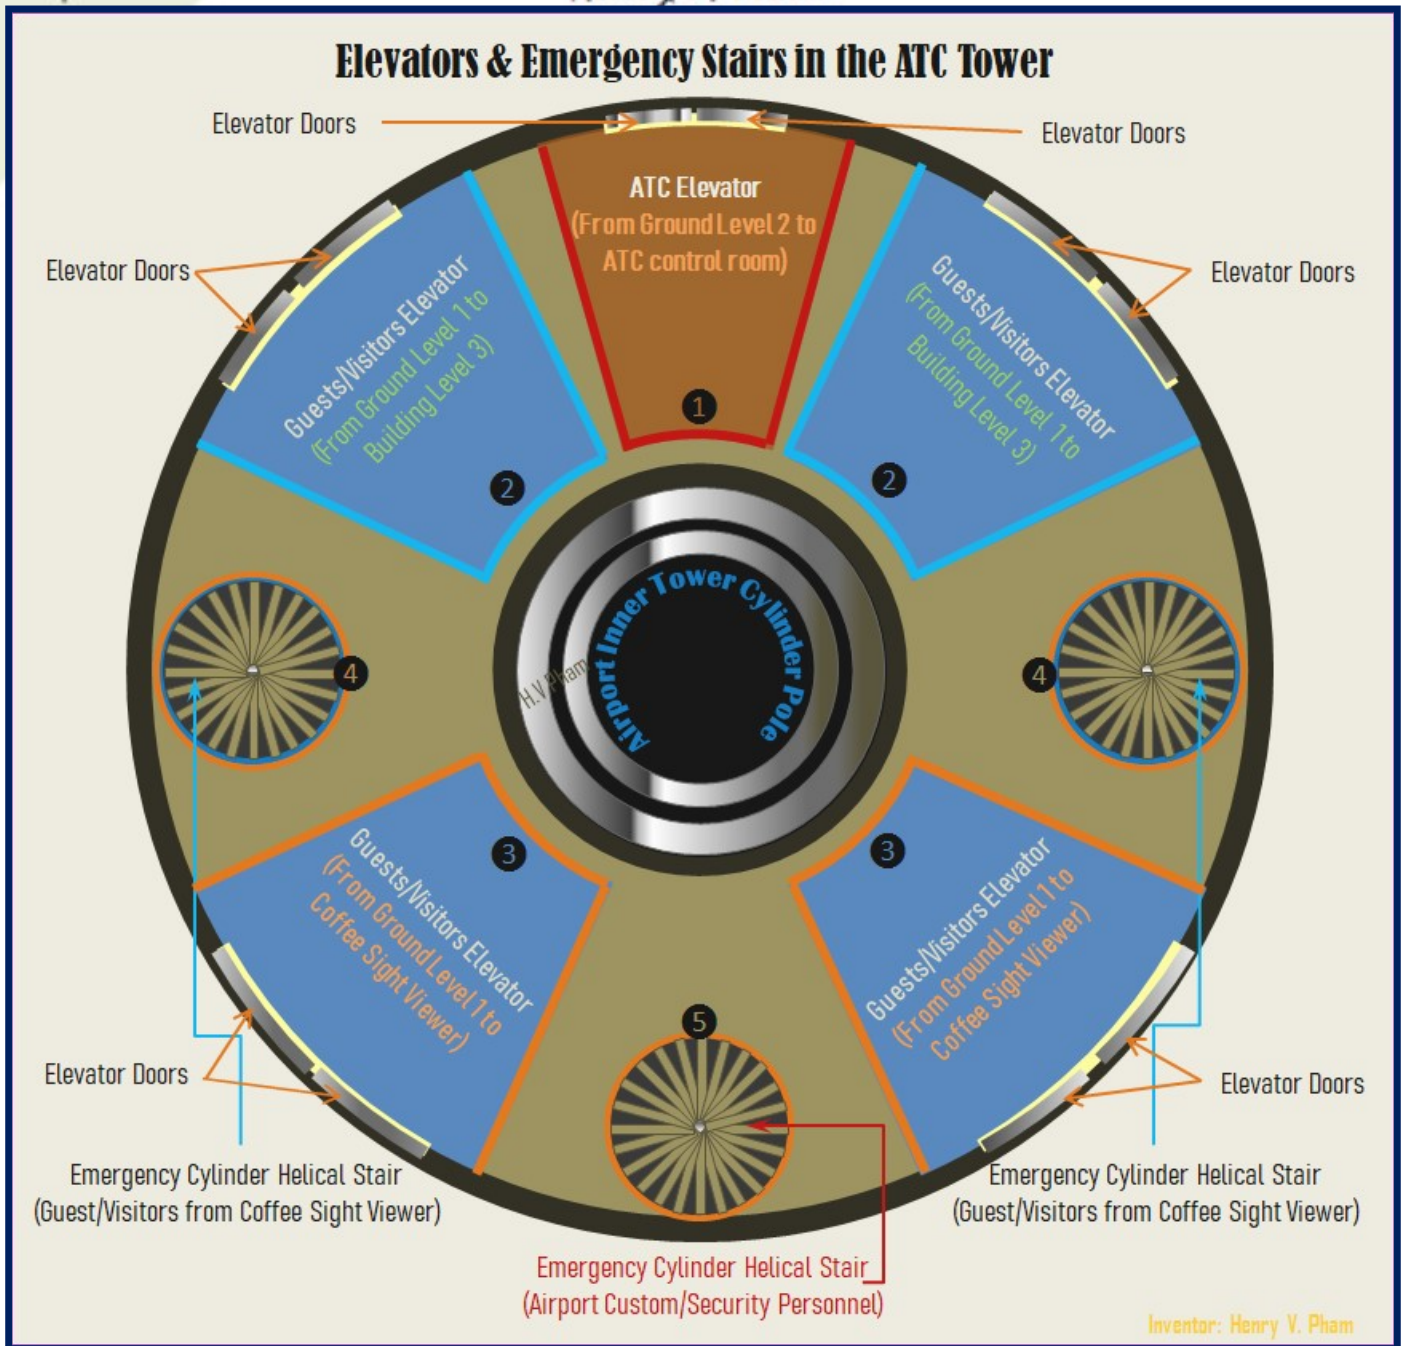 Elevators & Emergency Stairs in the ATC Tower
Elevator Doors
Elevator Doors
ATC Elevator
(From Ground Level 2 to
ATC control room)
1
Elevator Doors
Guests/Visitors Elevator
(From Ground Level 1 to
Building Level 3)
2
Guests/Visitors Elevator
(From Ground Level 1 to
Building Level 3)
2
Elevator Doors
Airport Inner Tower Cylinder Pole
H.V.Pham
4
4
Guests/Visitors Elevator
(From Ground Level 1 to
Coffee Sight Viewer)
3
Guests/Visitors Elevator
(From Ground Level 1 to
Coffee Sight Viewer)
3
5
Elevator Doors
Elevator Doors
Emergency Cylinder Helical Stair
(Guest/Visitors from Coffee Sight Viewer)
Emergency Cylinder Helical Stair
(Guest/Visitors from Coffee Sight Viewer)
Emergency Cylinder Helical Stair
(Airport Custom/Security Personnel)
Inventor: Henry V. Pham